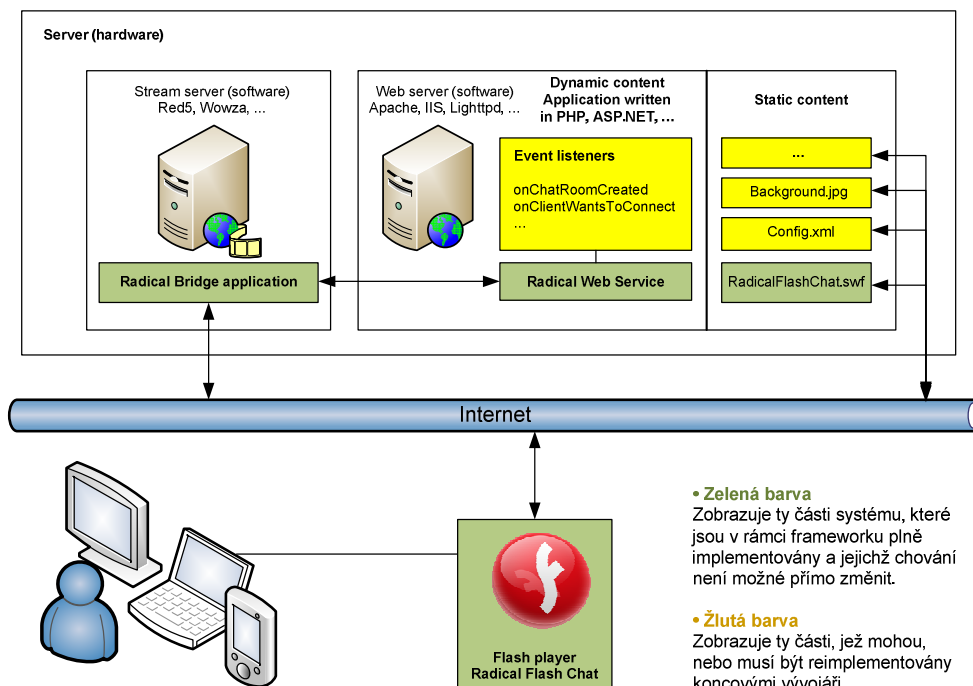 Server (hardware)
Stream server (software)
Red5, Wowza, ...
Web server (software)
Apache, IIS, Lighttpd, ...
Dynamic content
Application written
in PHP, ASP.NET, ...
Static content
Event listeners
onChatRoomCreated
onClientWantsToConnect
...
...
Background.jpg
Config.xml
Radical Bridge application
Radical Web Service
RadicalFlashChat.swf
Internet
Flash player
Radical Flash Chat
• Zelená barva
Zobrazuje ty části systému, které
jsou v rámci frameworku plně
implementovány a jejichž chování
není možné přímo změnit.
• Žlutá barva
Zobrazuje ty části, jež mohou,
nebo musí být reimplementovány
koncovými vývojáři